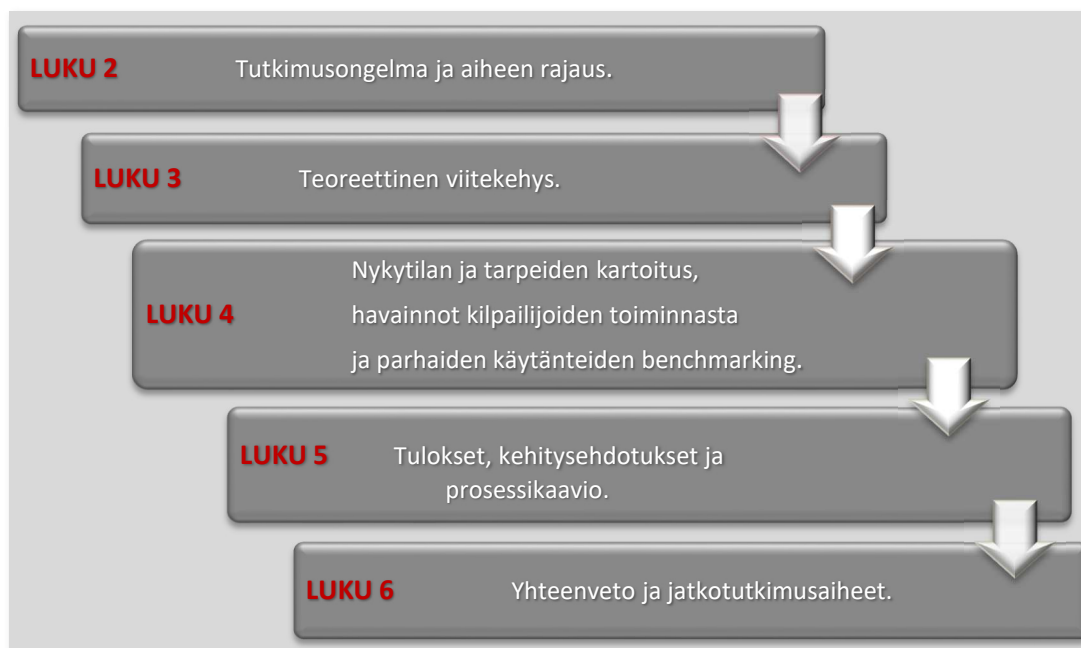 LUKU 2 Tutkimusongelma ja aiheen rajaus.
LUKU 3 Teoreettinen viitekehys.
Nykytilan ja tarpeiden kartoitus,
LUKU 4 havainnot kilpailijoiden toiminnasta
ja parhaiden käytänteiden benchmarking.
LUKU 5 Tulokset, kehitysehdotukset ja
prosessikaavio.
LUKU 6 Yhteenveto ja jatkotutkimusaiheet.